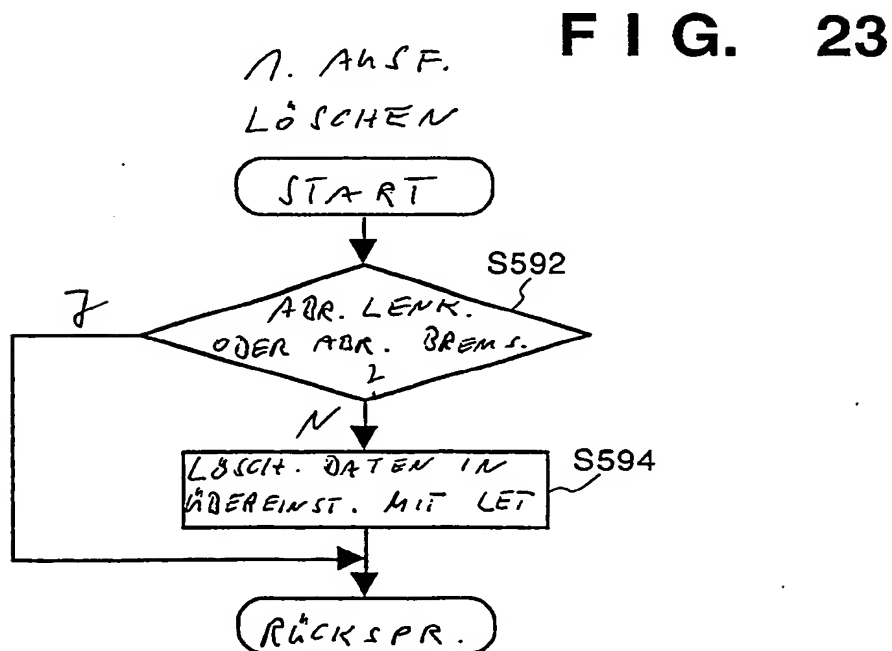 FIG. 23
1. AUSF.
LÖSCHEN
START
S592
ABR. LENK.
ODER ABR. BREMS.
?
J
N
S594
LÖSCH. DATEN IN
ÜBEREINST. MIT LET
RÜCKSPR.